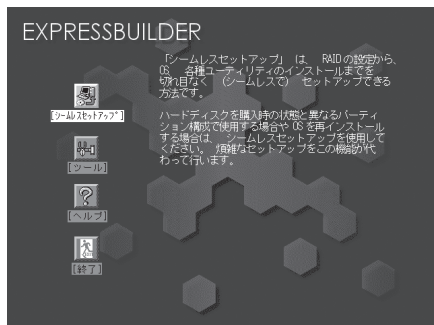 EXPRESSBUILDER
「シームレスセットアップ」 は、 RAIDの設定から、
OS、 各種ユーティリティのインストールまでを
切れ目なく (シームレスで) セットアップできる
方法です。
ハードディスクを購入時の状態と異なるパーティ
ション構成で使用する場合や OS を再インストール
する場合は、 シームレスセットアップを使用して
ください。 煩雑なセットアップをこの機能が代
わって行います。
[シームレスセットアップ]
[ツール]
[ヘルプ]
[終了]